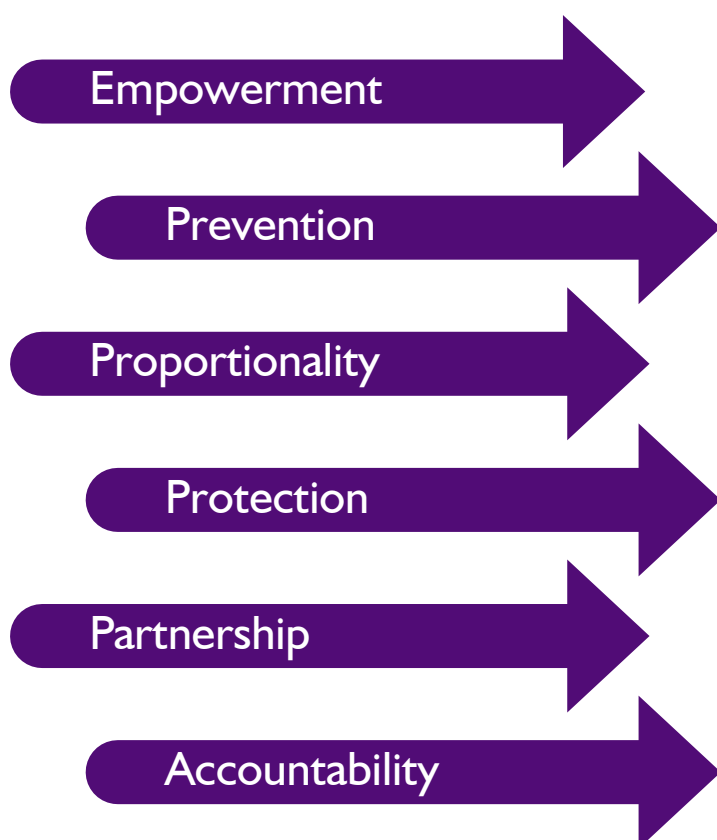 Empowerment
Prevention
Proportionality
Protection
Partnership
Accountability